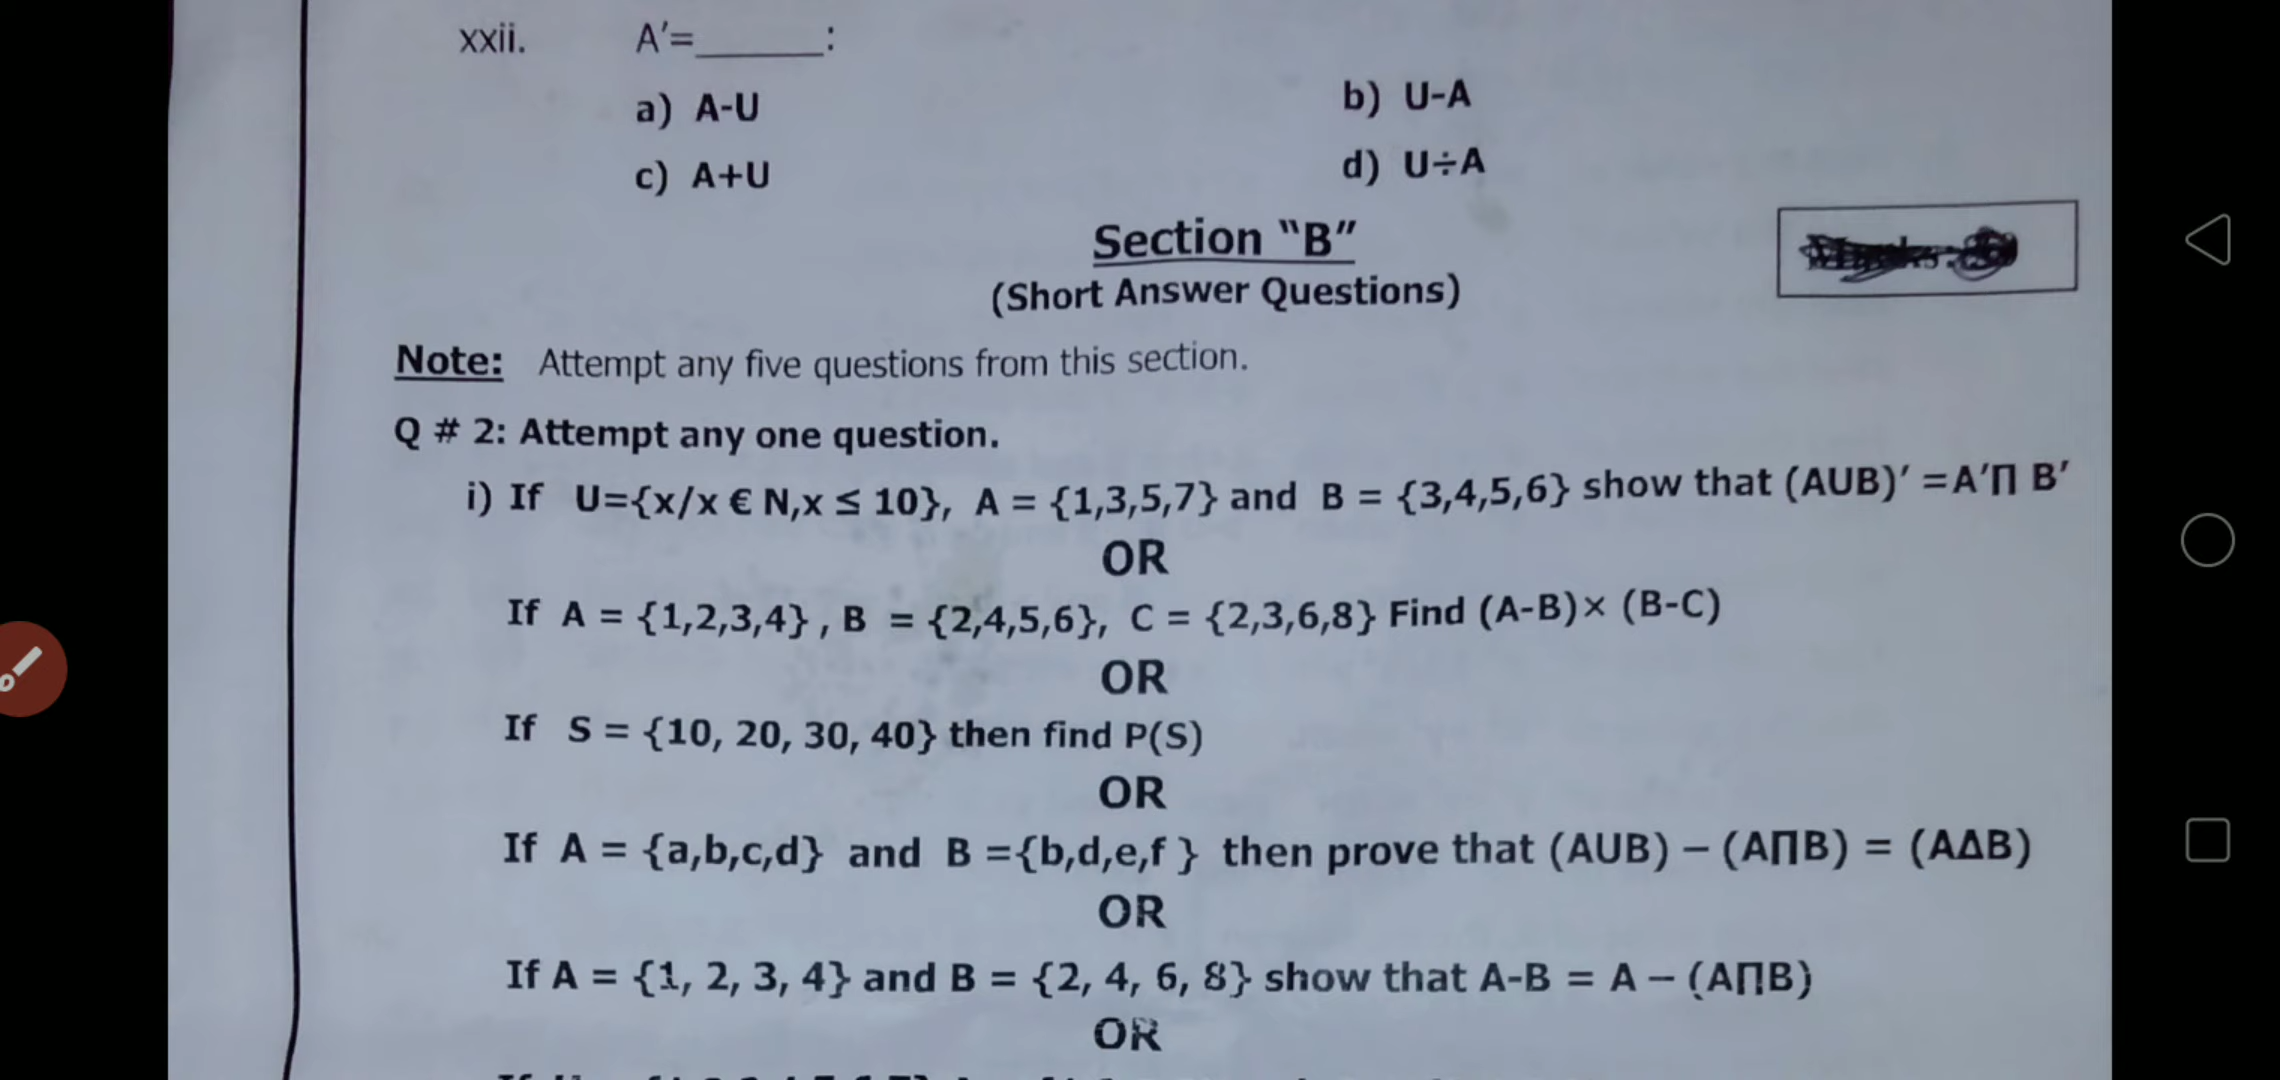 xxii. A′=______:
a) A-U b) U-A
c) A+U d) U÷A
Section "B"
(Short Answer Questions)
Note: Attempt any five questions from this section.
Q # 2: Attempt any one question.
i) If U={x/x € N,x ≤ 10}, A = {1,3,5,7} and B = {3,4,5,6} show that (AUB)′ =A′Π B′
OR
If A = {1,2,3,4} , B = {2,4,5,6}, C = {2,3,6,8} Find (A-B)× (B-C)
OR
If S = {10, 20, 30, 40} then find P(S)
OR
If A = {a,b,c,d} and B ={b,d,e,f } then prove that (AUB) – (AΠB) = (AΔB)
OR
If A = {1, 2, 3, 4} and B = {2, 4, 6, 8} show that A-B = A – (AΠB)
OR